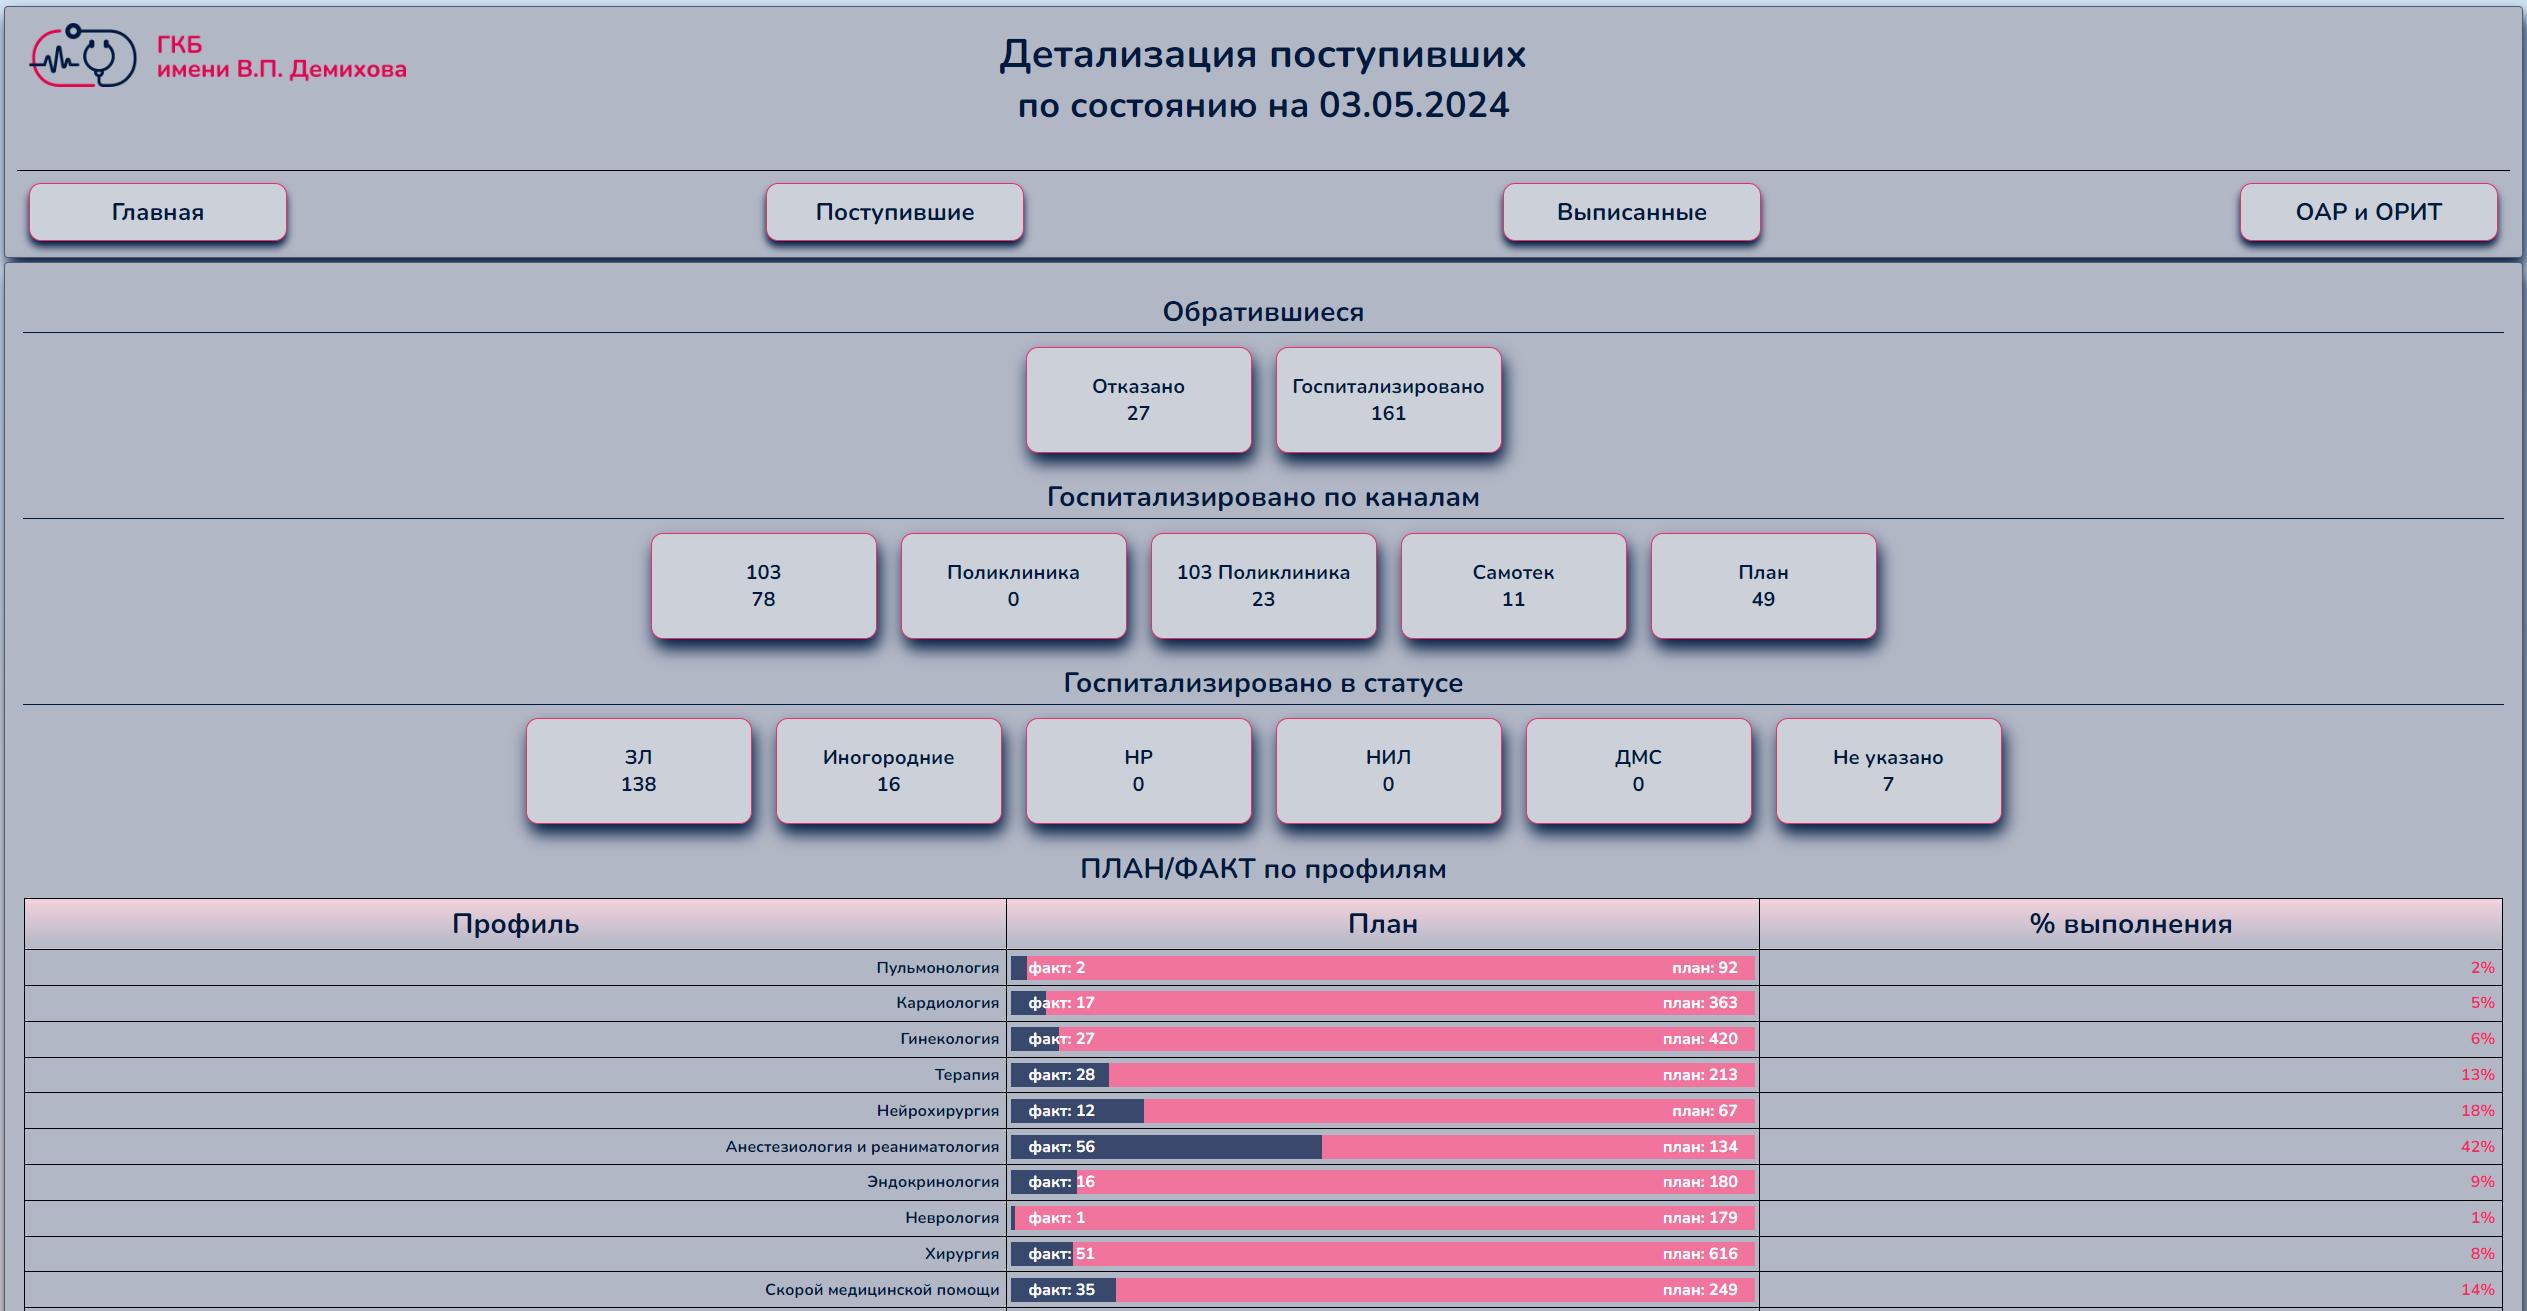 ГКБ
имени В.П. Демихова
Детализация поступивших
по состоянию на 03.05.2024
Главная
Поступившие
Выписанные
ОАР и ОРИТ
Обратившиеся
Отказано
27
Госпитализировано
161
Госпитализировано по каналам
103
78
Поликлиника
0
103 Поликлиника
23
Самотек
11
План
49
Госпитализировано в статусе
ЗЛ
138
Иногородние
16
НР
0
НИЛ
0
ДМС
0
Не указано
7
ПЛАН/ФАКТ по профилям
Профиль План % выполнения
Пульмонология факт: 2 план: 92 2%
Кардиология факт: 17 план: 363 5%
Гинекология факт: 27 план: 420 6%
Терапия факт: 28 план: 213 13%
Нейрохирургия факт: 12 план: 67 18%
Анестезиология и реаниматология факт: 56 план: 134 42%
Эндокринология факт: 16 план: 180 9%
Неврология факт: 1 план: 179 1%
Хирургия факт: 51 план: 616 8%
Скорой медицинской помощи факт: 35 план: 249 14%